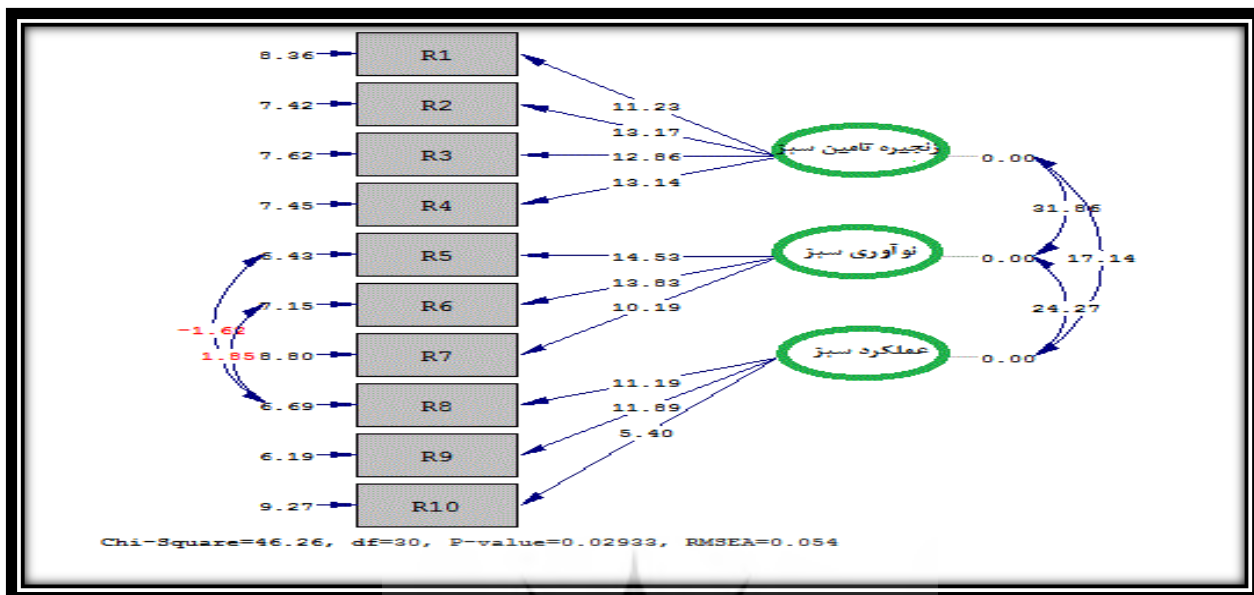 8.36 R1
11.23
7.42 R2
13.17
7.62 R3 12.86 زنجیره تامین سبز 0.00
13.14
7.45 R4
31.86
6.43 R5 14.53 نوآوری سبز 0.00 17.14
13.83
7.15 R6 10.19 24.27
-1.62
1.85 8.80 R7 عملکرد سبز 0.00
11.19
6.69 R8 11.89
5.40
6.19 R9
9.27 R10
Chi-Square=46.26, df=30, P-value=0.02933, RMSEA=0.054